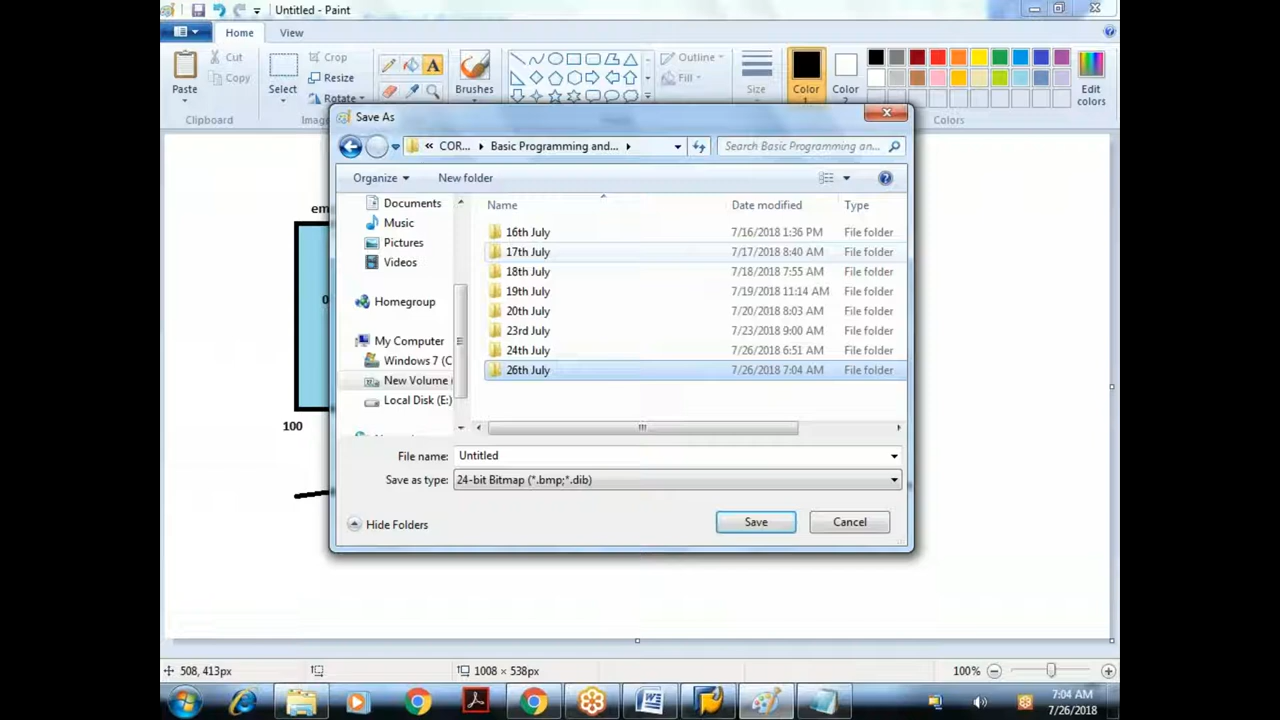 Untitled - Paint
Home View
Cut
Copy
Paste
Clipboard
Select
Crop
Resize
Rotate
Brushes
Outline
Fill
Size
Color
Color
Edit
colors
Colors
Save As
« COR... Basic Programming and...
Search Basic Programming an...
Organize New folder
Documents
Music
Pictures
Videos
Homegroup
My Computer
Windows 7 (C
New Volume
Local Disk (E:)
Name Date modified Type
16th July 7/16/2018 1:36 PM File folder
17th July 7/17/2018 8:40 AM File folder
18th July 7/18/2018 7:55 AM File folder
19th July 7/19/2018 11:14 AM File folder
20th July 7/20/2018 8:03 AM File folder
23rd July 7/23/2018 9:00 AM File folder
24th July 7/26/2018 6:51 AM File folder
26th July 7/26/2018 7:04 AM File folder
File name: Untitled
Save as type: 24-bit Bitmap (*.bmp;*.dib)
Hide Folders
Save Cancel
em
0
100
508, 413px
1008 × 538px
100%
7:04 AM
7/26/2018